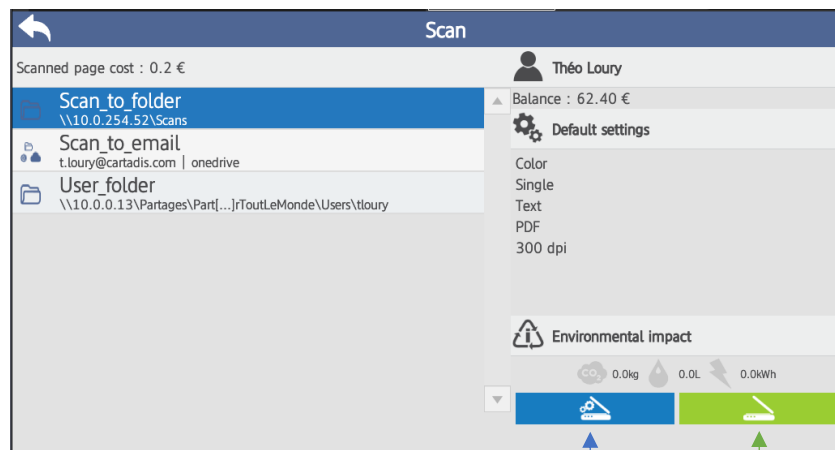 Scan
Scanned page cost : 0.2 €
Scan_to_folder
\\10.0.254.52\Scans
Scan_to_email
t.loury@cartadis.com | onedrive
User_folder
\\10.0.0.13\Partages\Part[...]rToutLeMonde\Users\tloury
Théo Loury
Balance : 62.40 €
Default settings
Color
Single
Text
PDF
300 dpi
Environmental impact
CO2 0.0kg 0.0L 0.0kWh